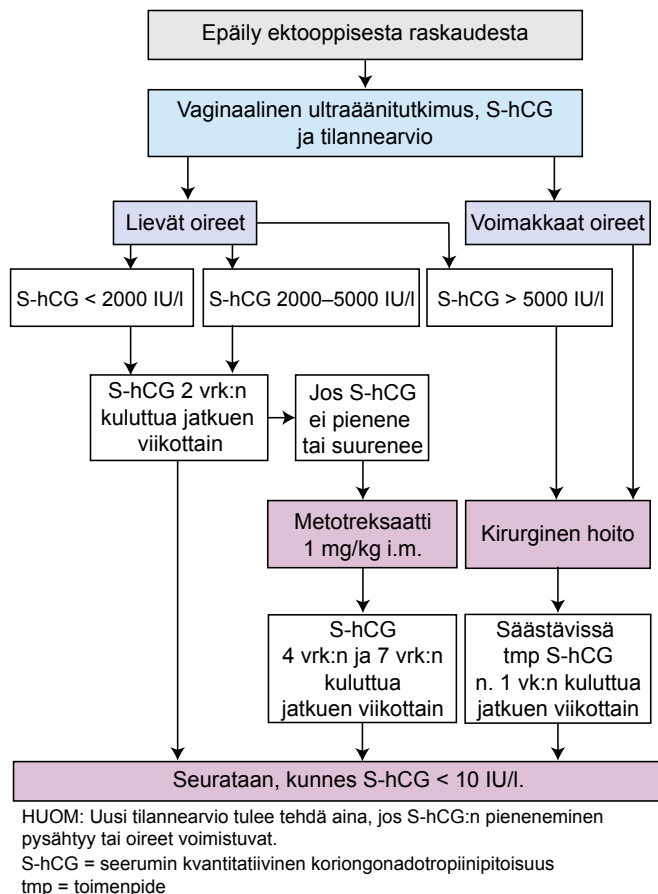 Epäily ektooppisesta raskaudesta
Vaginaalinen ultraäänitutkimus, S-hCG
ja tilannearvio
Lievät oireet
Voimakkaat oireet
S-hCG < 2000 IU/l
S-hCG 2000–5000 IU/l
S-hCG > 5000 IU/l
S-hCG 2 vrk:n
kuluttua jatkuen
viikottain
Jos S-hCG
ei pienene
tai suurenee
Metotreksaatti
1 mg/kg i.m.
Kirurginen hoito
S-hCG
4 vrk:n ja 7 vrk:n
kuluttua
jatkuen viikottain
Säästävissä
tmp S-hCG
n. 1 vk:n kuluttua
jatkuen viikottain
Seurataan, kunnes S-hCG < 10 IU/l.
HUOM: Uusi tilannearvio tulee tehdä aina, jos S-hCG:n pieneneminen
pysähtyy tai oireet voimistuvat.
S-hCG = seerumin kvantitatiivinen koriongonadotropiinipitoisuus
tmp = toimenpide